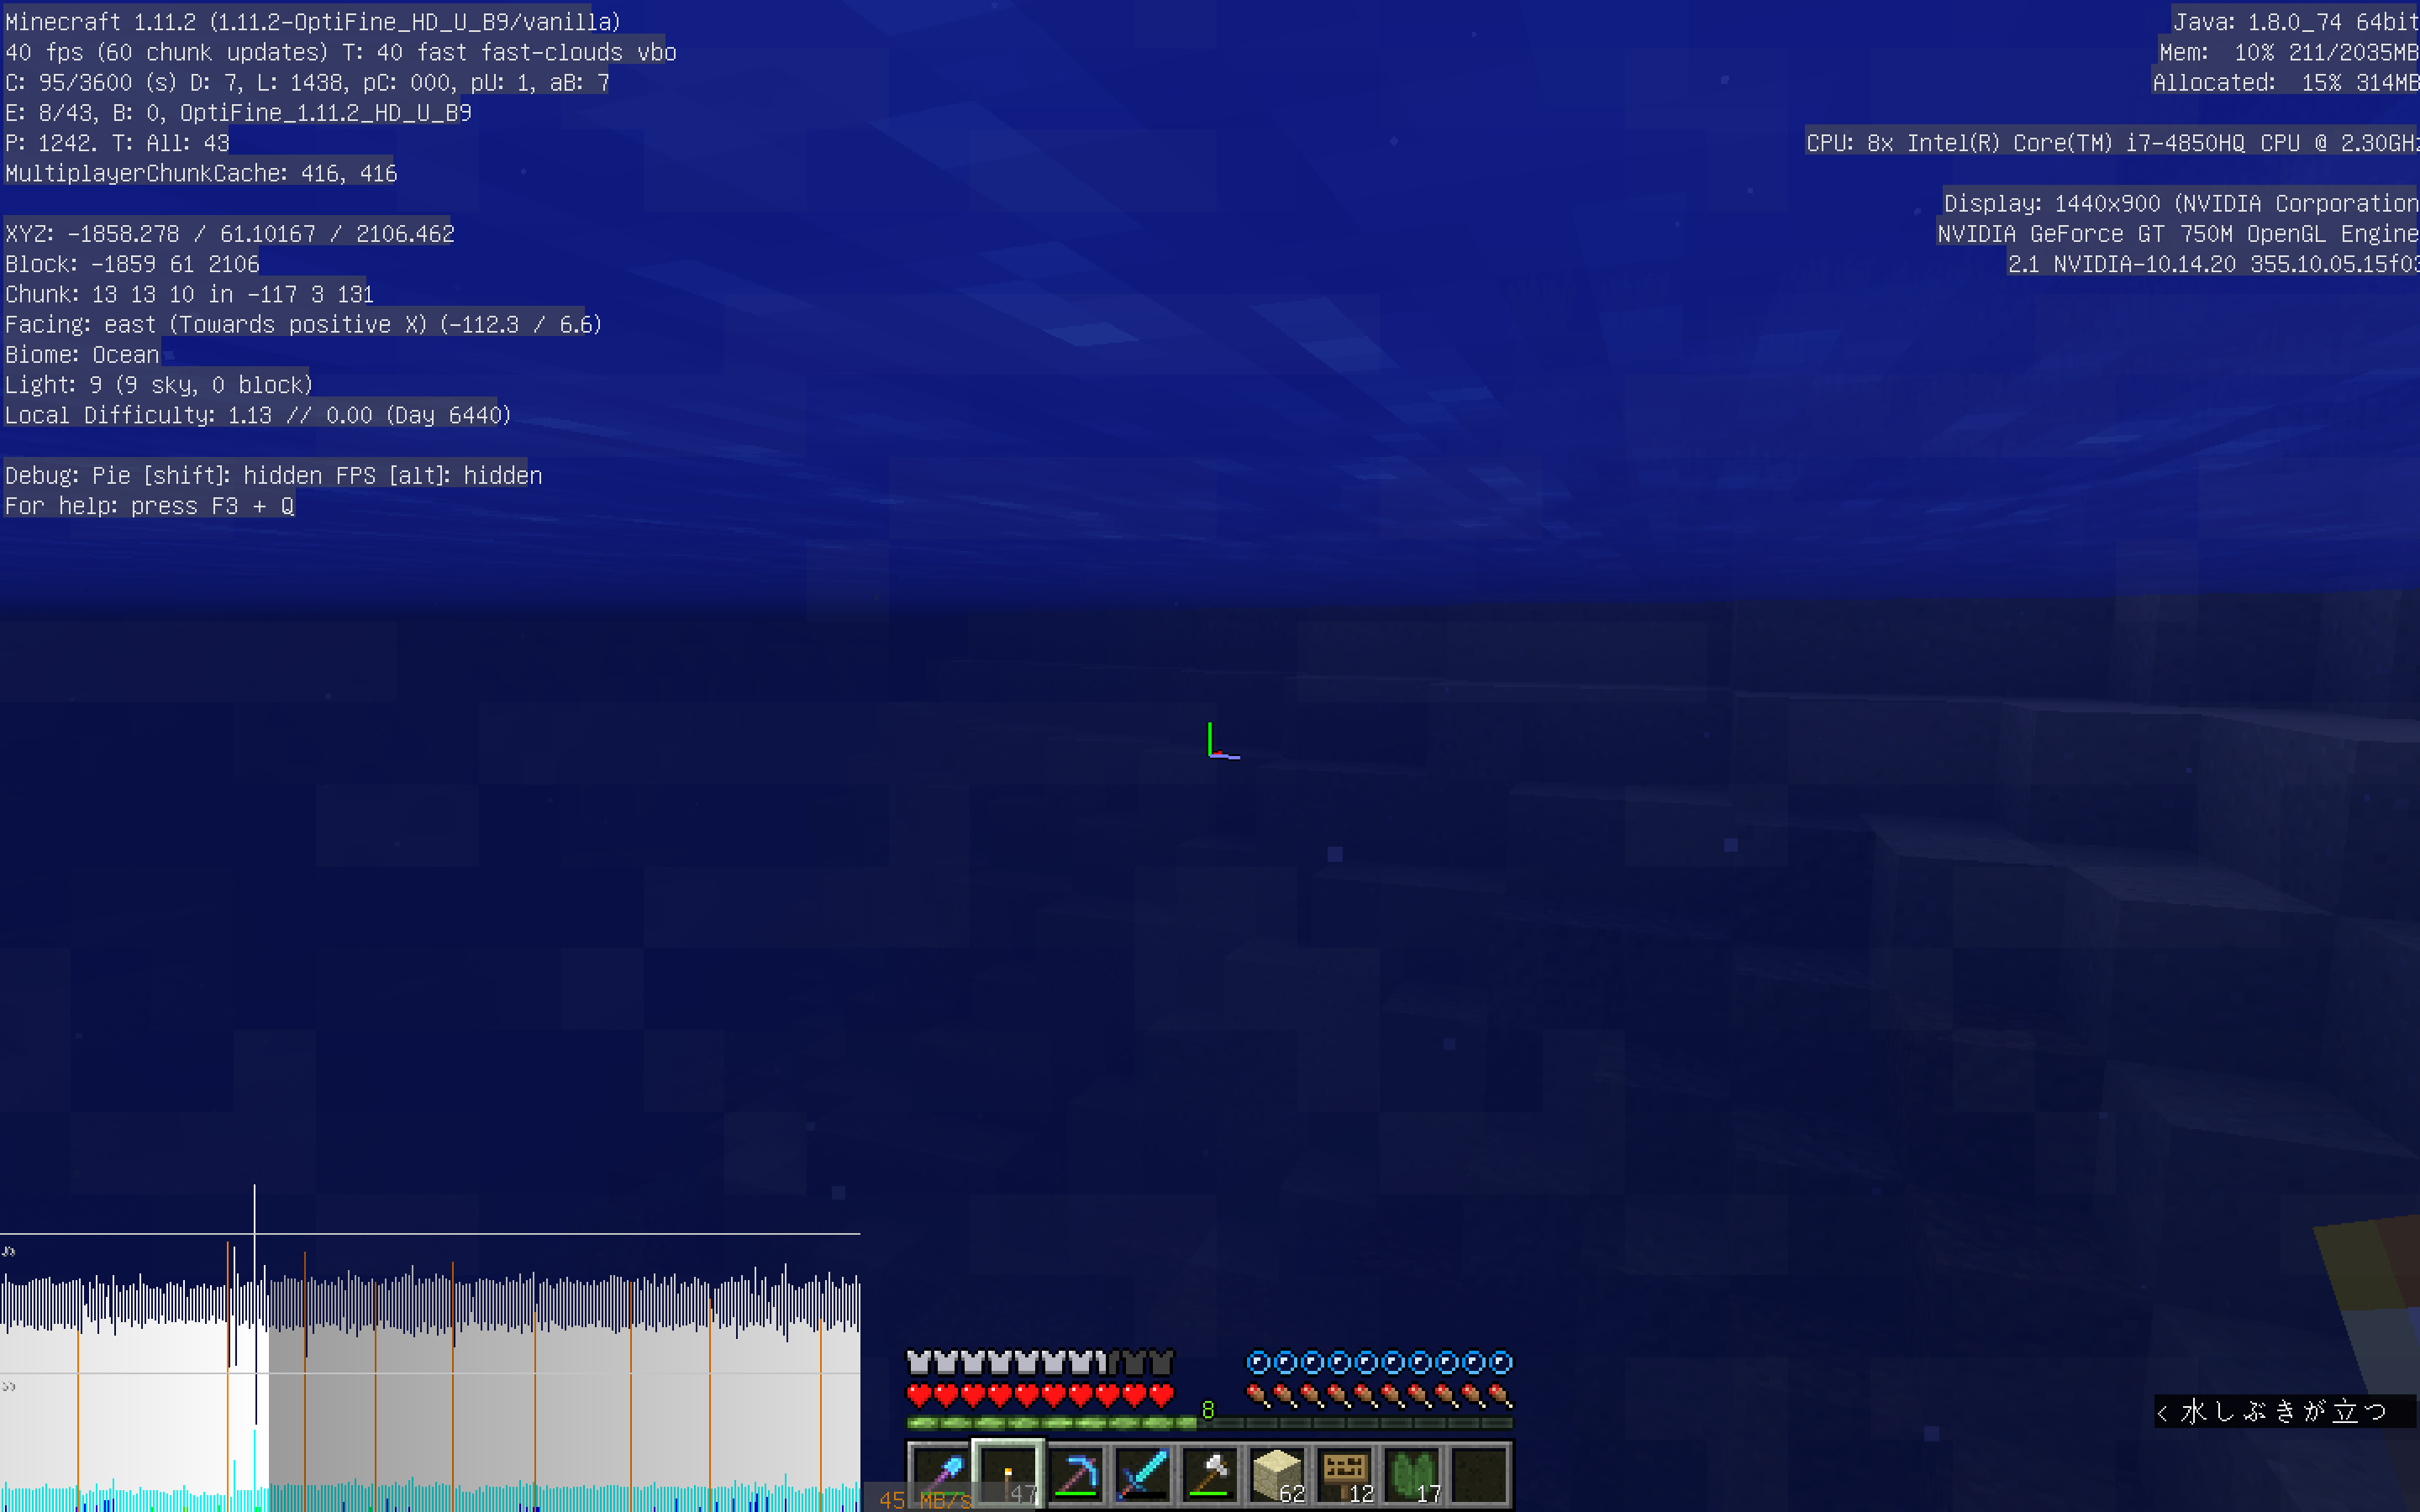 Minecraft 1.11.2 (1.11.2-OptiFine_HD_U_B9/vanilla)
40 fps (60 chunk updates) T: 40 fast fast-clouds vbo
C: 95/3600 (s) D: 7, L: 1438, pC: 000, pU: 1, aB: 7
E: 8/43, B: 0, OptiFine_1.11.2_HD_U_B9
P: 1242. T: All: 43
MultiplayerChunkCache: 416, 416
XYZ: -1858.278 / 61.10167 / 2106.462
Block: -1859 61 2106
Chunk: 13 13 10 in -117 3 131
Facing: east (Towards positive X) (-112.3 / 6.6)
Biome: Ocean
Light: 9 (9 sky, 0 block)
Local Difficulty: 1.13 // 0.00 (Day 6440)
Debug: Pie [shift]: hidden FPS [alt]: hidden
For help: press F3 + Q
Java: 1.8.0_74 64bit
Mem: 10% 211/2035MB
Allocated: 15% 314MB
CPU: 8x Intel(R) Core(TM) i7-4850HQ CPU @ 2.30GHz
Display: 1440x900 (NVIDIA Corporation
NVIDIA GeForce GT 750M OpenGL Engine
2.1 NVIDIA-10.14.20 355.10.05.15f03
8
< 水しぶきが立つ
45 MB/s
47
62
12
17